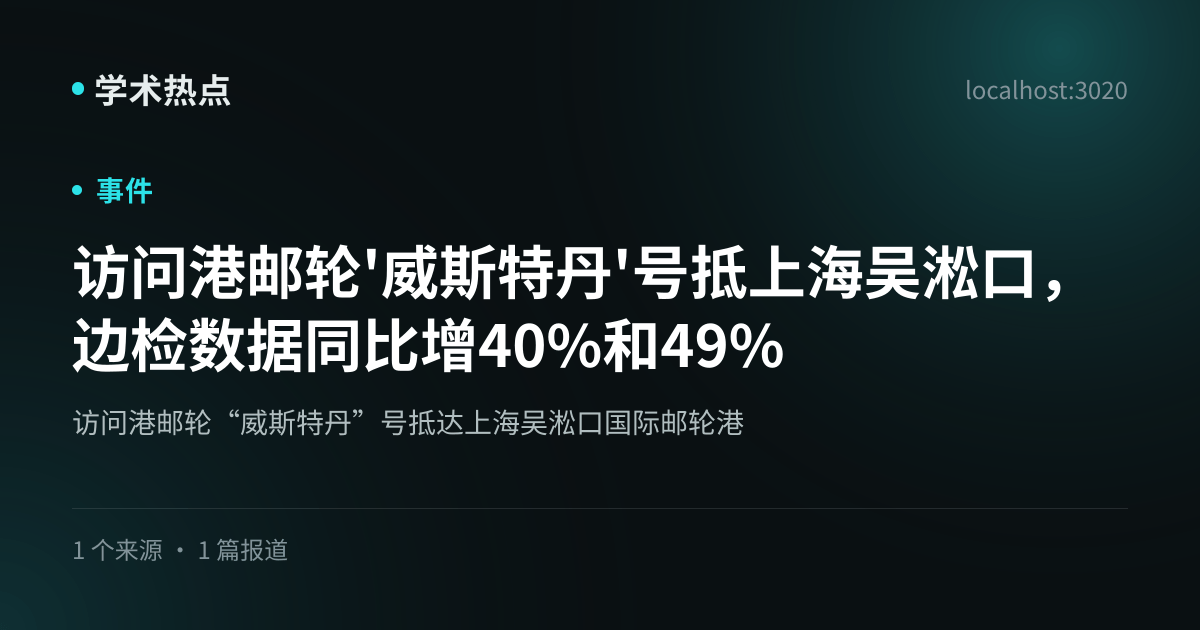 学术热点
localhost:3020
事件
访问港邮轮'威斯特丹'号抵上海吴淞口，
边检数据同比增40%和49%
访问港邮轮“威斯特丹”号抵达上海吴淞口国际邮轮港
1 个来源 · 1 篇报道